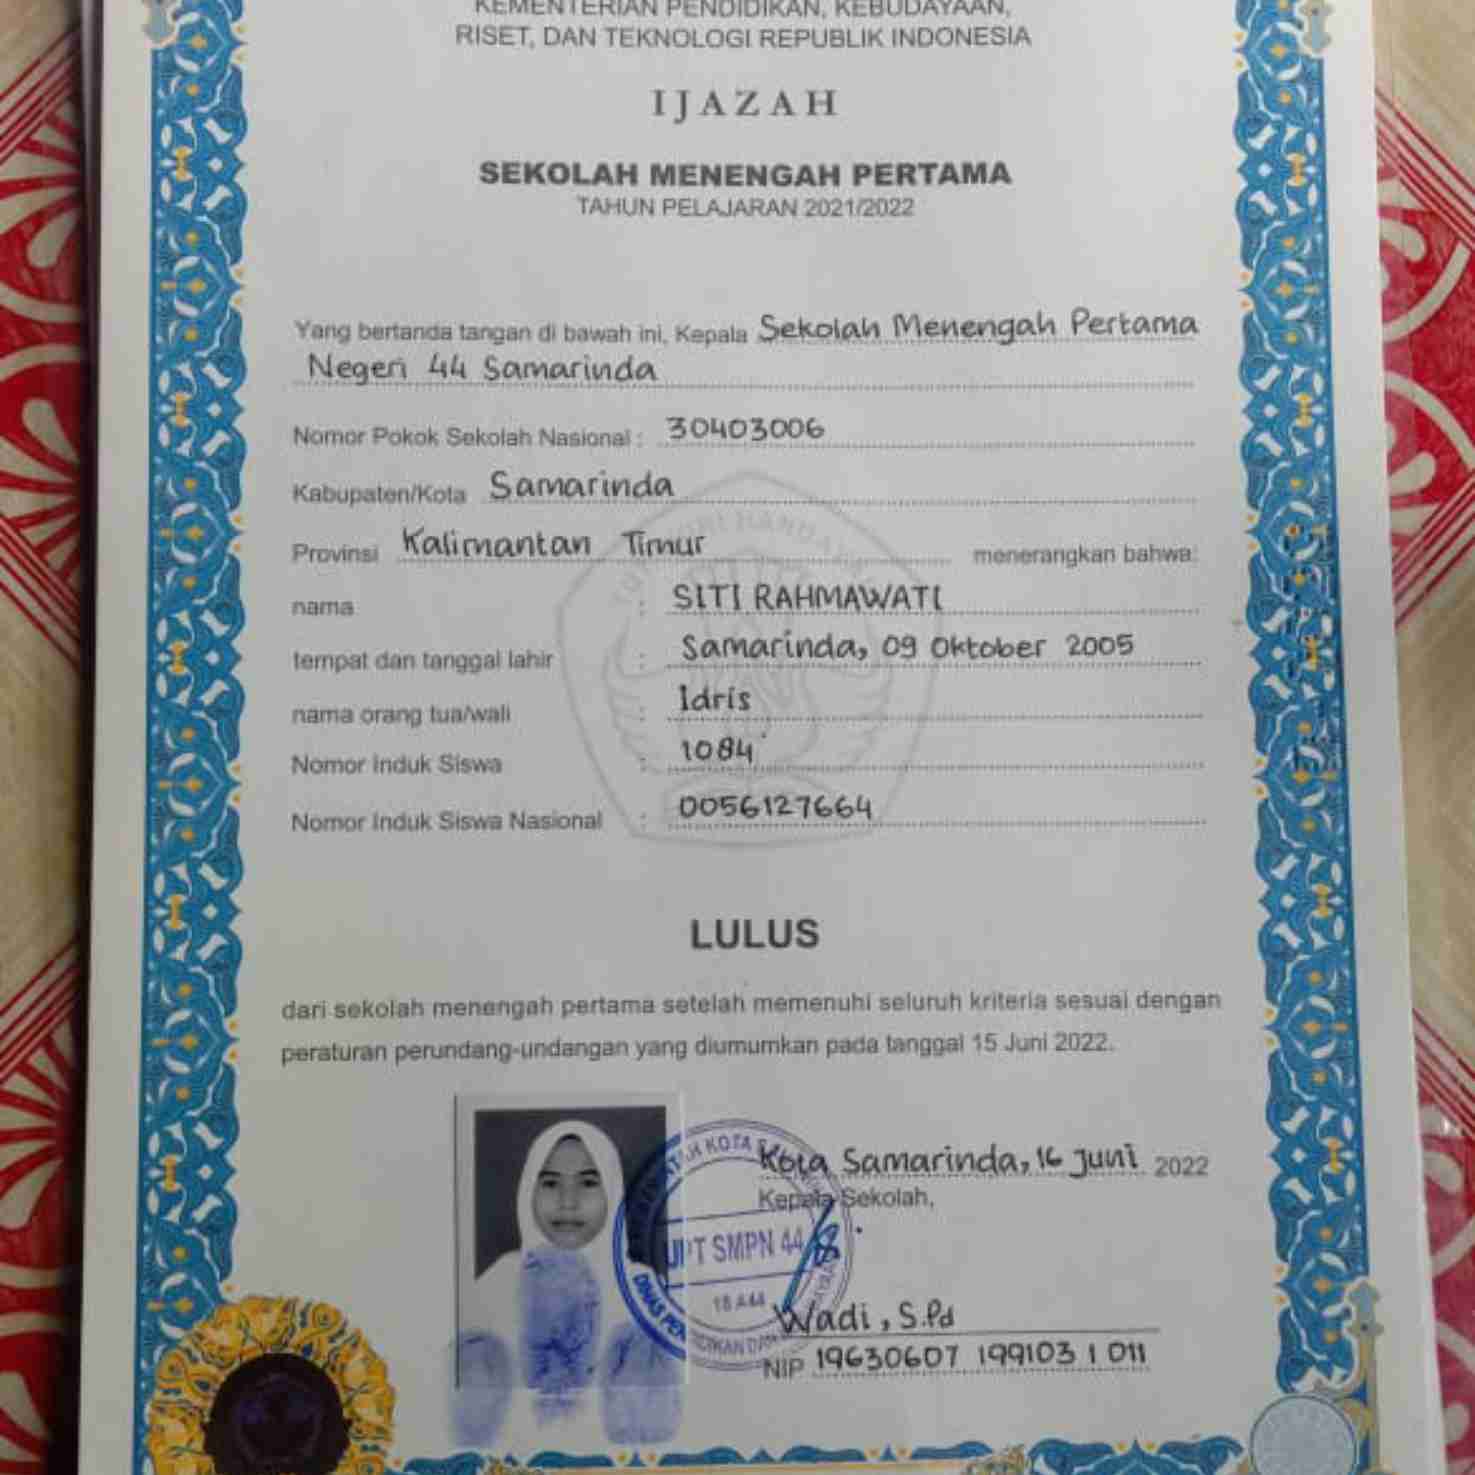 KEMENTERIAN PENDIDIKAN, KEBUDAYAAN,
RISET, DAN TEKNOLOGI REPUBLIK INDONESIA
IJAZAH
SEKOLAH MENENGAH PERTAMA
TAHUN PELAJARAN 2021/2022
Yang bertanda tangan di bawah ini, Kepala Sekolah Menengah Pertama
Negeri 44 Samarinda
Nomor Pokok Sekolah Nasional : 30403006
Kabupaten/Kota Samarinda
Provinsi Kalimantan Timur menerangkan bahwa:
nama : SITI RAHMAWATI
tempat dan tanggal lahir : Samarinda, 09 Oktober 2005
nama orang tua/wali : Idris
Nomor Induk Siswa : 1084
Nomor Induk Siswa Nasional : 0056127664
LULUS
dari sekolah menengah pertama setelah memenuhi seluruh kriteria sesuai dengan
peraturan perundang-undangan yang diumumkan pada tanggal 15 Juni 2022.
Kota Samarinda, 16 Juni 2022
Kepala Sekolah,
UPT SMPN 44
Wadi, S.Pd
NIP 19630607 199103 1 011